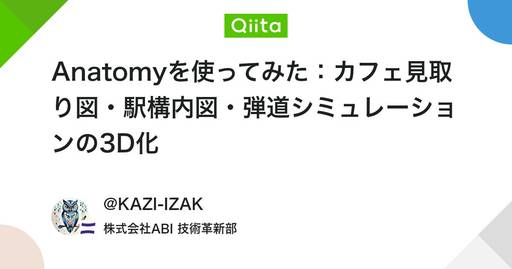 Qiita
Anatomyを使ってみた：カフェ見取
り図・駅構内図・弾道シミュレーショ
ンの3D化
@KAZI-IZAK
株式会社ABI 技術革新部